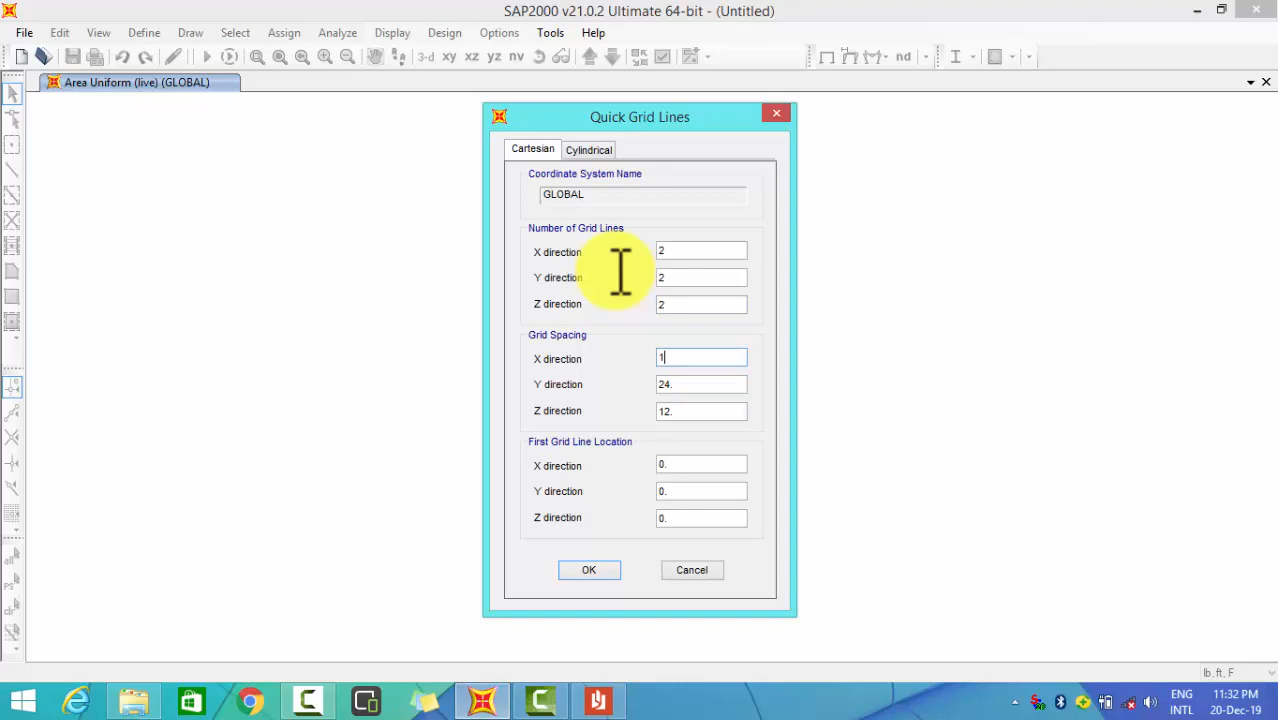 SAP2000 v21.0.2 Ultimate 64-bit - (Untitled)
File Edit View Define Draw Select Assign Analyze Display Design Options Tools Help
3-d xy xz yz nv nd
Area Uniform (live) (GLOBAL)
Quick Grid Lines
Cartesian Cylindrical
Coordinate System Name
GLOBAL
Number of Grid Lines
X direction 2
Y direction 2
Z direction 2
Grid Spacing
X direction 1
Y direction 24.
Z direction 12.
First Grid Line Location
X direction 0.
Y direction 0.
Z direction 0.
OK Cancel
all
PS
clr
lb, ft, F
ENG 11:32 PM
INTL 20-Dec-19